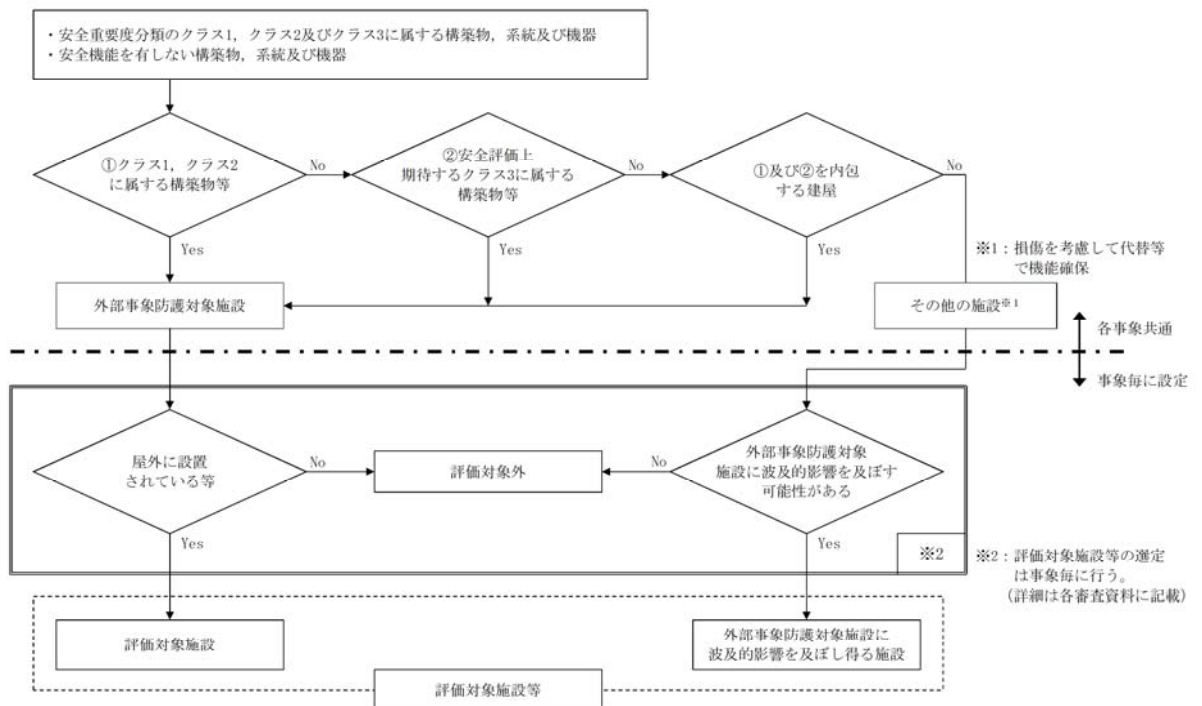 ・安全重要度分類のクラス1，クラス2及びクラス3に属する構築物，系統及び機器
・安全機能を有しない構築物，系統及び機器
①クラス1，クラス2
に属する構築物等
No
②安全評価上
期待するクラス3に属する
構築物等
No
①及び②を内包
する建屋
No
Yes
Yes
Yes
※1：損傷を考慮して代替等
で機能確保
外部事象防護対象施設
その他の施設※1
各事象共通
事象毎に設定
屋外に設置
されている等
No
評価対象外
No
外部事象防護対象
施設に波及的影響を及ぼす
可能性がある
Yes
Yes
※2
※2：評価対象施設等の選定
は事象毎に行う。
（詳細は各審査資料に記載）
評価対象施設
外部事象防護対象施設に
波及的影響を及ぼし得る施設
評価対象施設等